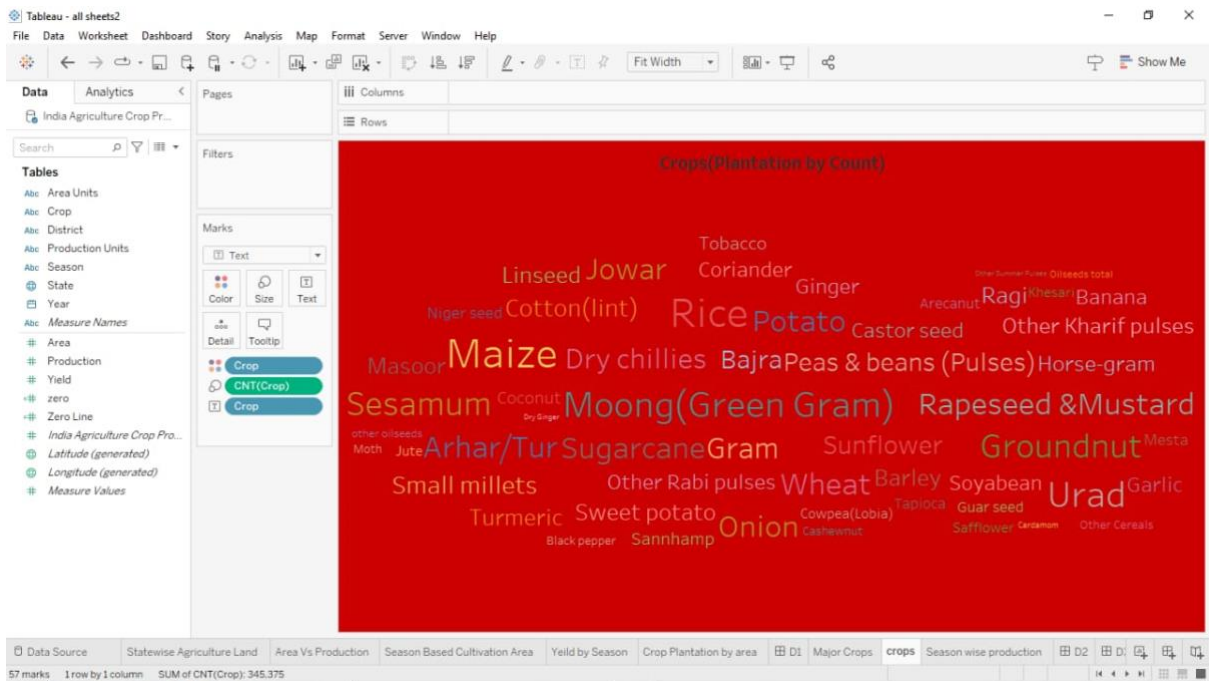 Tableau - all sheets2
File Data Worksheet Dashboard Story Analysis Map Format Server Window Help
Fit Width
Show Me
Data Analytics
India Agriculture Crop Pr...
Search
Tables
Abc Area Units
Abc Crop
Abc District
Abc Production Units
Abc Season
State
Year
Abc Measure Names
# Area
# Production
# Yield
=# zero
=# Zero Line
# India Agriculture Crop Pro...
Latitude (generated)
Longitude (generated)
# Measure Values
Pages
Filters
Marks
Text
Color Size Text
Detail Tooltip
Crop
CNT(Crop)
Crop
Columns
Rows
Crops(Plantation by Count)
Tobacco
Linseed Jowar Coriander Other Summer Pulses Oilseeds total
Ginger Arecanut Ragi Khesari Banana
Niger seed Cotton(lint) Rice Potato Castor seed Other Kharif pulses
Masoor Maize Dry chillies Bajra Peas & beans (Pulses) Horse-gram
Sesamum Coconut Moong(Green Gram) Rapeseed &Mustard
Dry Ginger
other oilseeds
Moth Jute Arhar/Tur Sugarcane Gram Sunflower Groundnut Mesta
Small millets Other Rabi pulses Wheat Barley Soyabean Urad Garlic
Turmeric Sweet potato Onion Cowpea(Lobia) Tapioca Guar seed
Black pepper Sannhamp Cashewnut Safflower Cardamom Other Cereals
Data Source Statewise Agriculture Land Area Vs Production Season Based Cultivation Area Yeild by Season Crop Plantation by area D1 Major Crops crops Season wise production D2
57 marks 1 row by 1 column SUM of CNT(Crop): 345,375